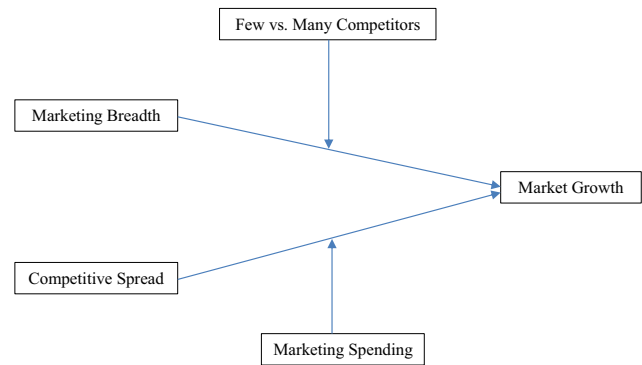 Few vs. Many Competitors
Marketing Breadth
Market Growth
Competitive Spread
Marketing Spending